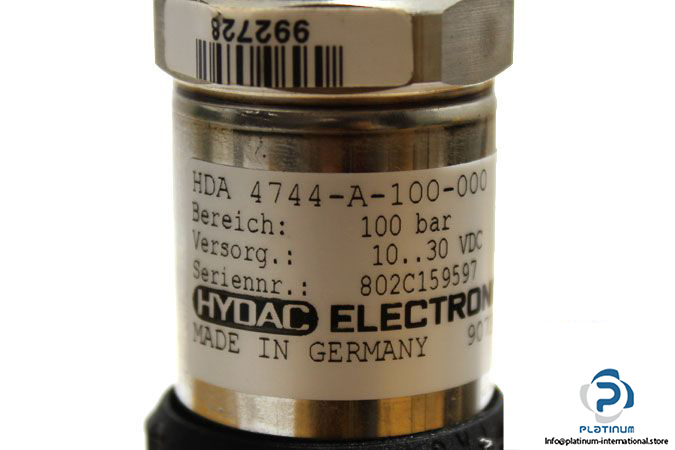 992728
HDA 4744-A-100-000
Bereich: 100 bar
Versorg.: 10..30 VDC
Seriennr.: 802C159597
HYDAC ELECTRON
MADE IN GERMANY 907
PLATINUM
info@platinum-international.store